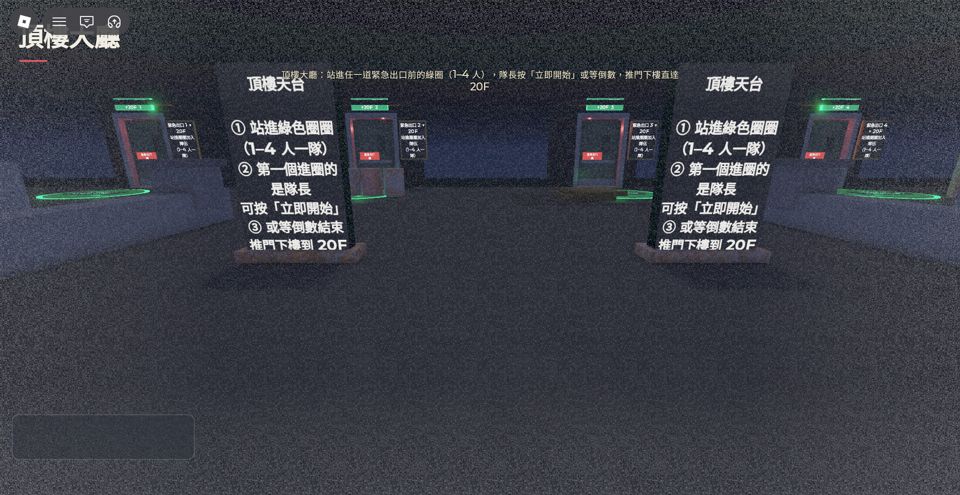 頂樓大廳
頂樓大廳：站進任一道緊急出口前的綠圈（1–4 人），隊長按「立即開始」或等倒數，推門下樓直達
20F
頂樓天台
① 站進綠色圈圈
（1–4 人一隊）
② 第一個進圈的
是隊長
可按「立即開始」
③ 或等倒數結束
推門下樓到 20F
頂樓天台
① 站進綠色圈圈
（1–4 人一隊）
② 第一個進圈的
是隊長
可按「立即開始」
③ 或等倒數結束
推門下樓到 20F